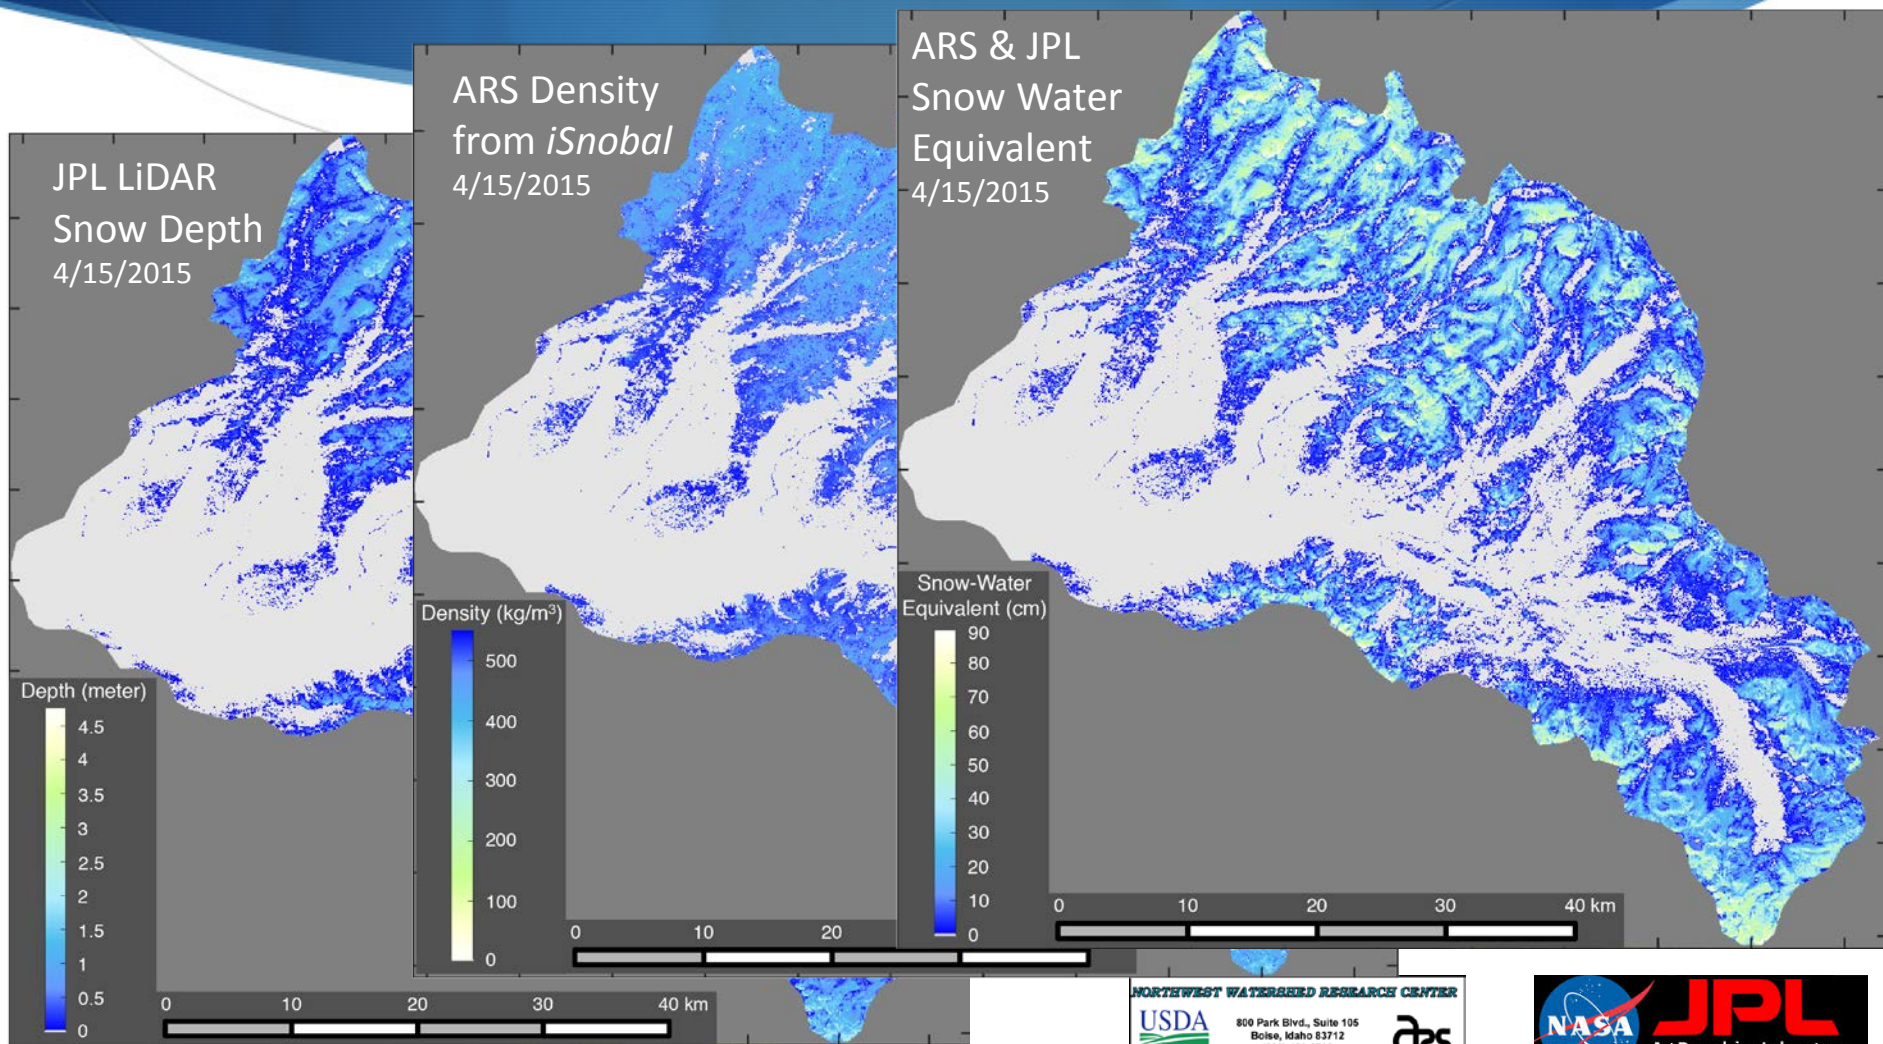 JPL LiDAR
Snow Depth
4/15/2015
Depth (meter)
4.5
4
3.5
3
2.5
2
1.5
1
0.5
0
0 10 20 30 40 km
ARS Density
from iSnobal
4/15/2015
Density (kg/m³)
500
400
300
200
100
0
0 10 20
ARS & JPL
Snow Water
Equivalent
4/15/2015
Snow-Water
Equivalent (cm)
90
80
70
60
50
40
30
20
10
0
0 10 20 30 40 km
NORTHWEST WATERSHED RESEARCH CENTER
USDA
800 Park Blvd., Suite 105
Boise, Idaho 83712
ars
NASA
JPL